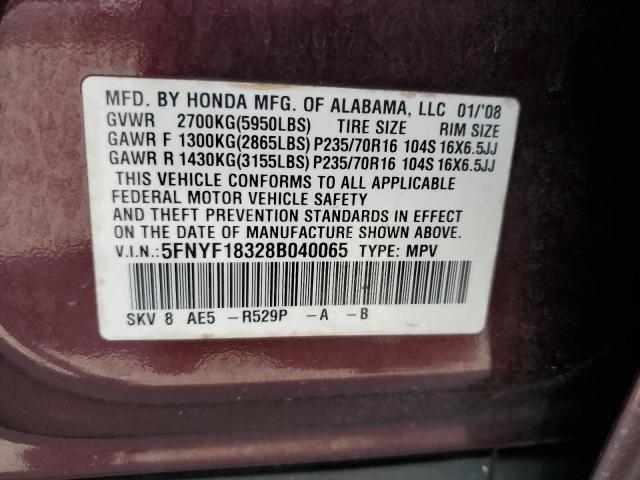 MFD. BY HONDA MFG. OF ALABAMA, LLC 01/'08
GVWR 2700KG(5950LBS) TIRE SIZE RIM SIZE
GAWR F 1300KG(2865LBS) P235/70R16 104S 16X6.5JJ
GAWR R 1430KG(3155LBS) P235/70R16 104S 16X6.5JJ
THIS VEHICLE CONFORMS TO ALL APPLICABLE
FEDERAL MOTOR VEHICLE SAFETY
AND THEFT PREVENTION STANDARDS IN EFFECT
ON THE DATE OF MANUFACTURE SHOWN ABOVE.
V.I.N.: 5FNYF18328B040065 TYPE: MPV
SKV 8 AE5 -R529P -A -B